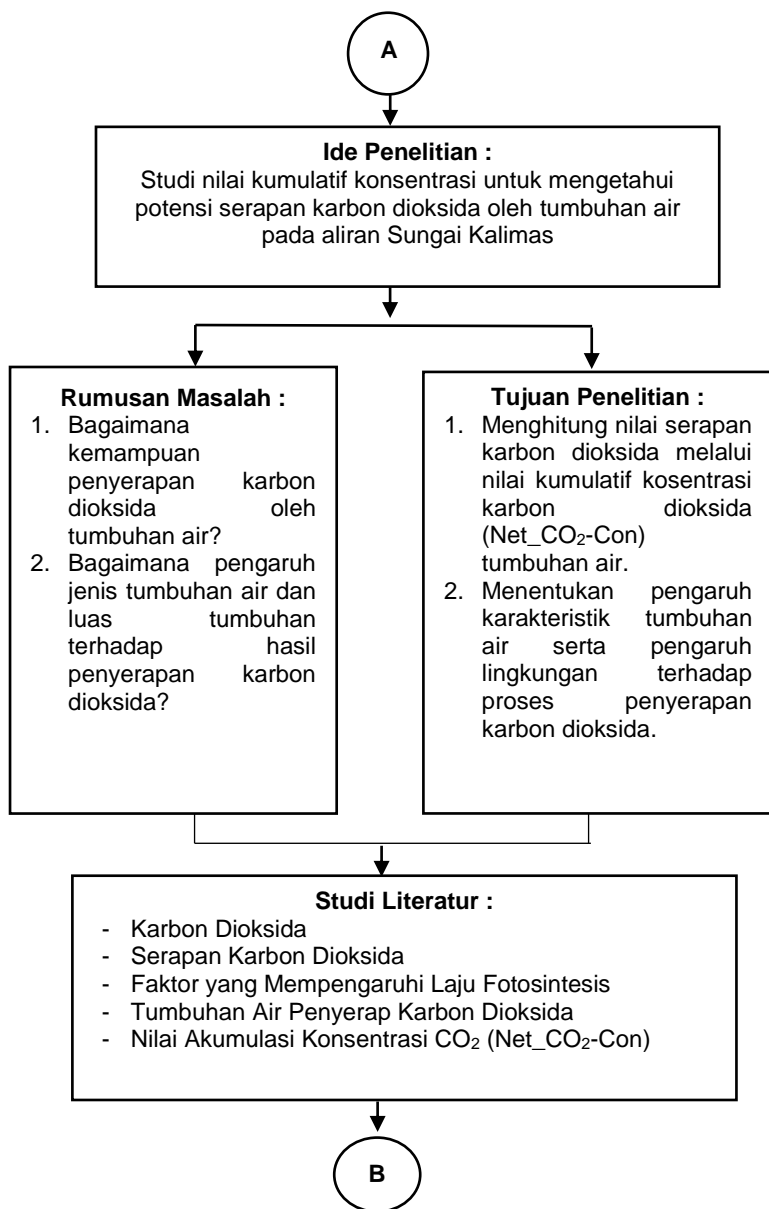 A
Ide Penelitian :
Studi nilai kumulatif konsentrasi untuk mengetahui
potensi serapan karbon dioksida oleh tumbuhan air
pada aliran Sungai Kalimas
Rumusan Masalah :
1. Bagaimana
kemampuan
penyerapan karbon
dioksida oleh
tumbuhan air?
2. Bagaimana pengaruh
jenis tumbuhan air dan
luas tumbuhan
terhadap hasil
penyerapan karbon
dioksida?
Tujuan Penelitian :
1. Menghitung nilai serapan
karbon dioksida melalui
nilai kumulatif kosentrasi
karbon dioksida
(Net_CO₂-Con)
tumbuhan air.
2. Menentukan pengaruh
karakteristik tumbuhan
air serta pengaruh
lingkungan terhadap
proses penyerapan
karbon dioksida.
Studi Literatur :
- Karbon Dioksida
- Serapan Karbon Dioksida
- Faktor yang Mempengaruhi Laju Fotosintesis
- Tumbuhan Air Penyerap Karbon Dioksida
- Nilai Akumulasi Konsentrasi CO₂ (Net_CO₂-Con)
B